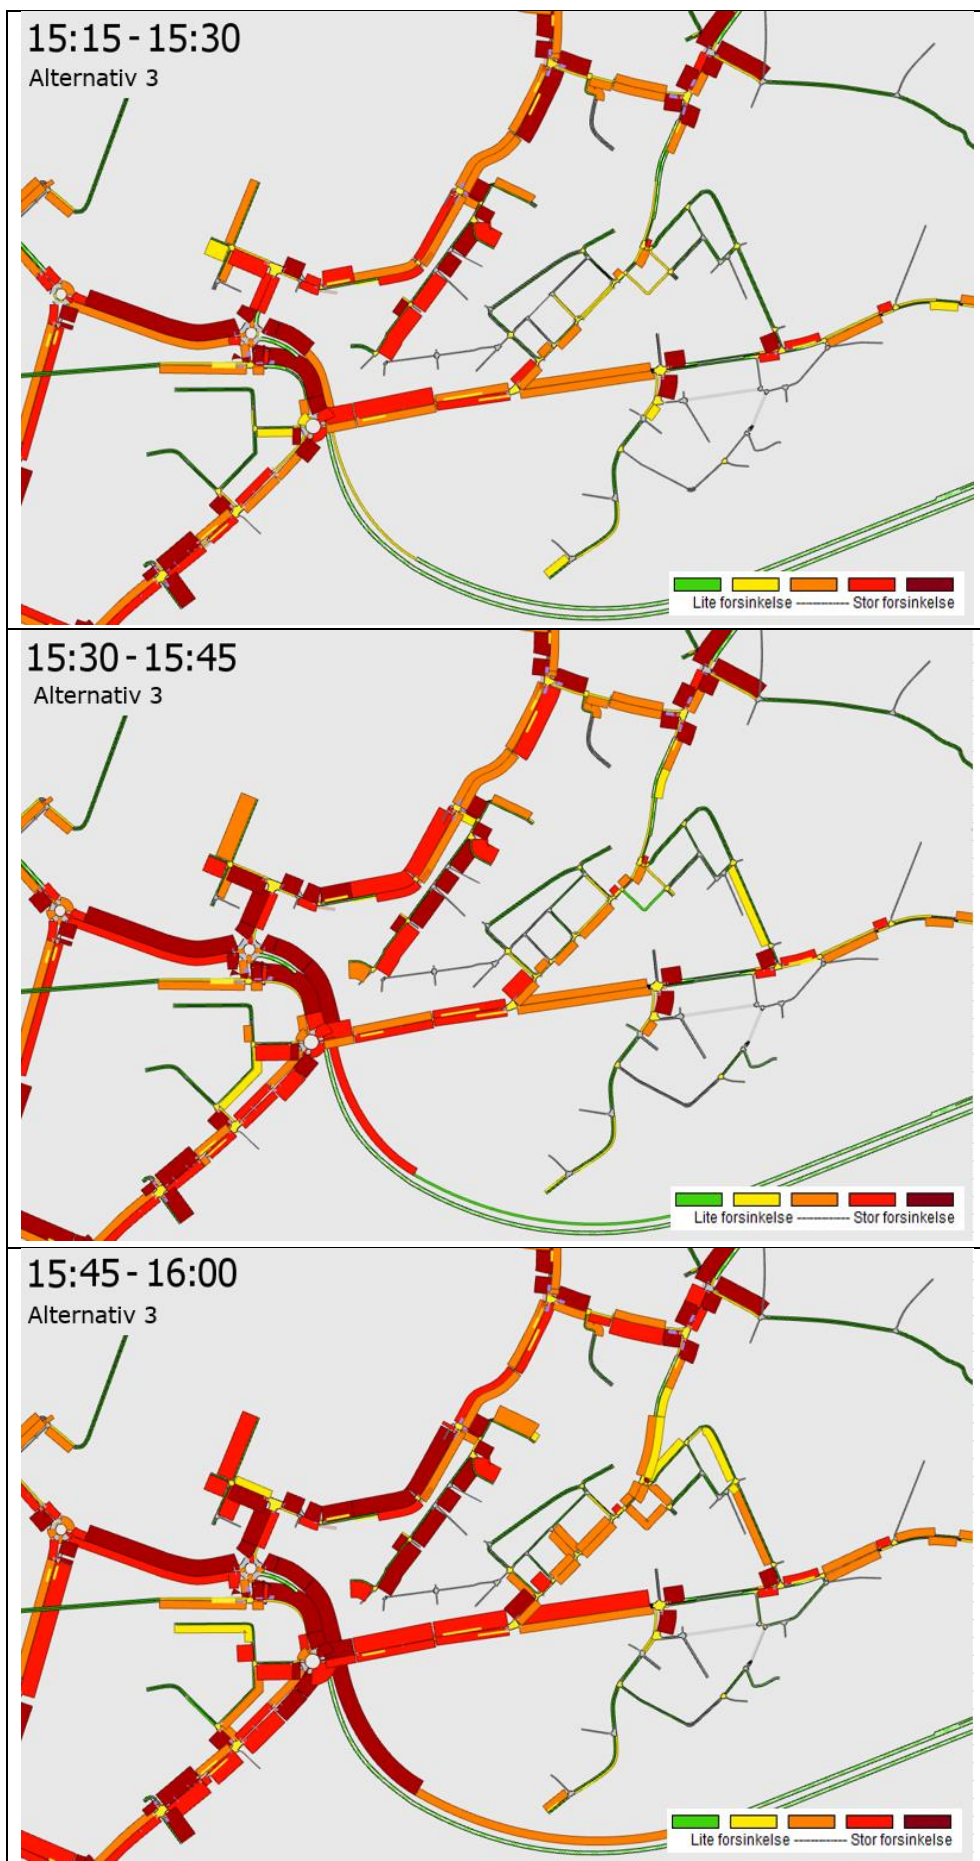 15:15 - 15:30
Alternativ 3
Lite forsinkelse ------------- Stor forsinkelse
15:30 - 15:45
Alternativ 3
Lite forsinkelse ------------- Stor forsinkelse
15:45 - 16:00
Alternativ 3
Lite forsinkelse ------------- Stor forsinkelse